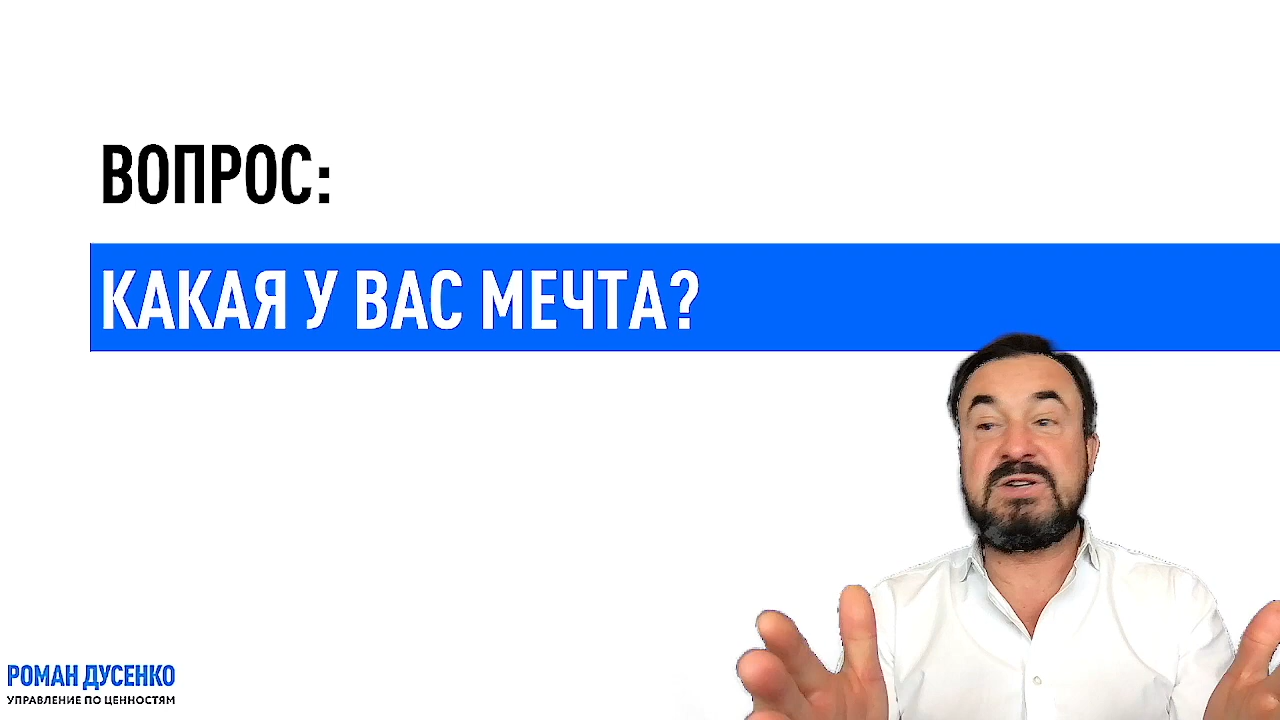 ВОПРОС:
КАКАЯ У ВАС МЕЧТА?
РОМАН ДУСЕНКО
УПРАВЛЕНИЕ ПО ЦЕННОСТЯМ